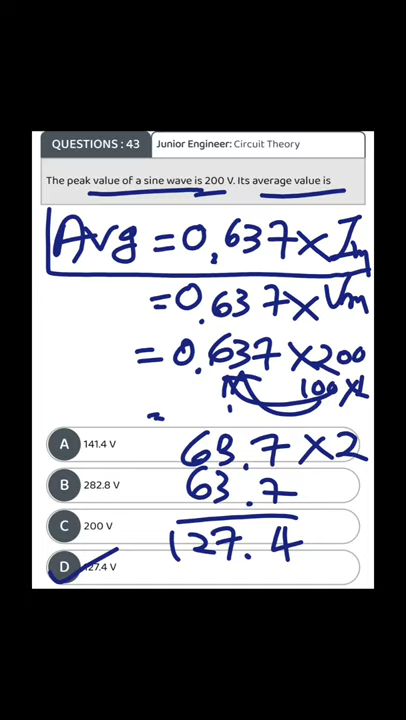 QUESTIONS : 43 Junior Engineer: Circuit Theory
The peak value of a sine wave is 200 V. Its average value is
Avg = 0.637 × Im
= 0.637 × Vm
= 0.637 × 200
100 × 2
=
A 141.4 V
63.7 × 2
B 282.8 V
63.7
C 200 V
127.4
D 127.4 V